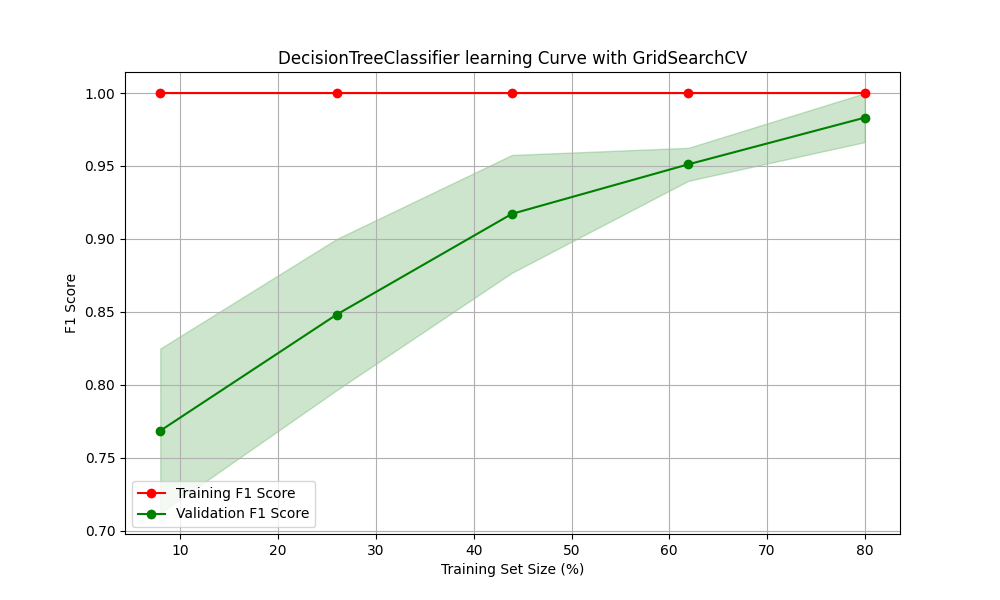 DecisionTreeClassifier learning Curve with GridSearchCV
1.00
0.95
0.90
0.85
0.80
0.75
0.70
F1 Score
Training F1 Score
Validation F1 Score
10 20 30 40 50 60 70 80
Training Set Size (%)